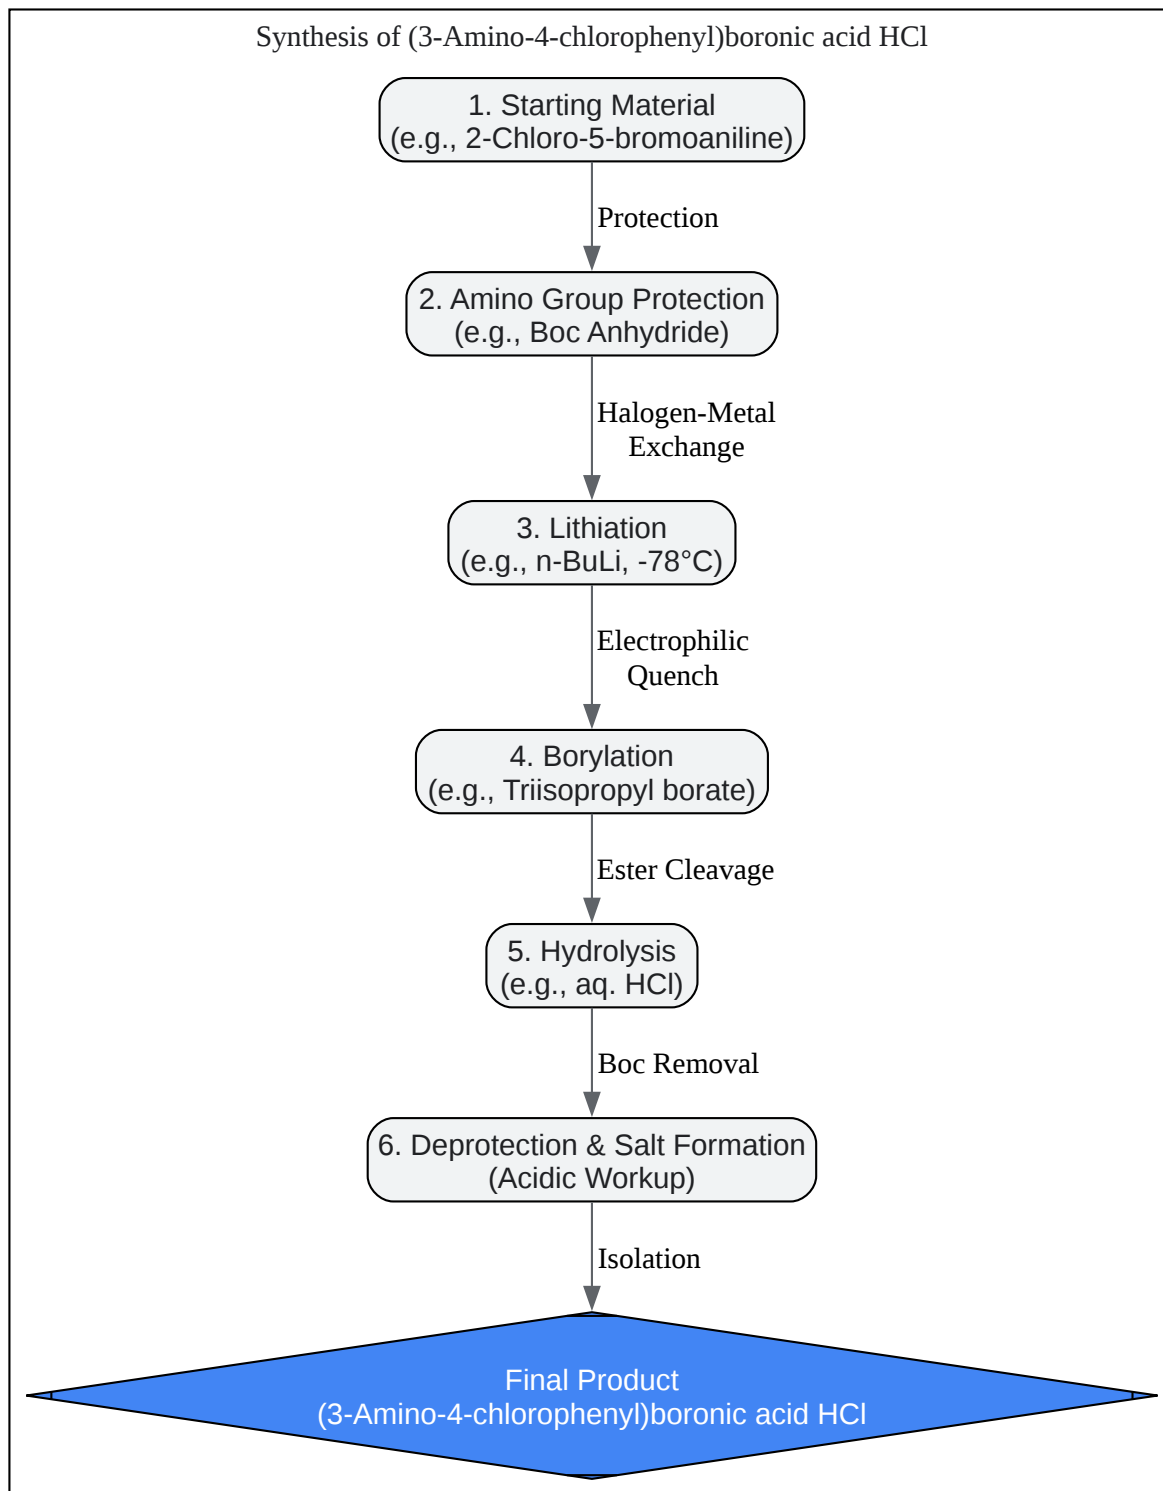 Synthesis of (3-Amino-4-chlorophenyl)boronic acid HCl
1. Starting Material
(e.g., 2-Chloro-5-bromoaniline)
Protection
2. Amino Group Protection
(e.g., Boc Anhydride)
Halogen-Metal
Exchange
3. Lithiation
(e.g., n-BuLi, -78°C)
Electrophilic
Quench
4. Borylation
(e.g., Triisopropyl borate)
Ester Cleavage
5. Hydrolysis
(e.g., aq. HCl)
Boc Removal
6. Deprotection & Salt Formation
(Acidic Workup)
Isolation
Final Product
(3-Amino-4-chlorophenyl)boronic acid HCl